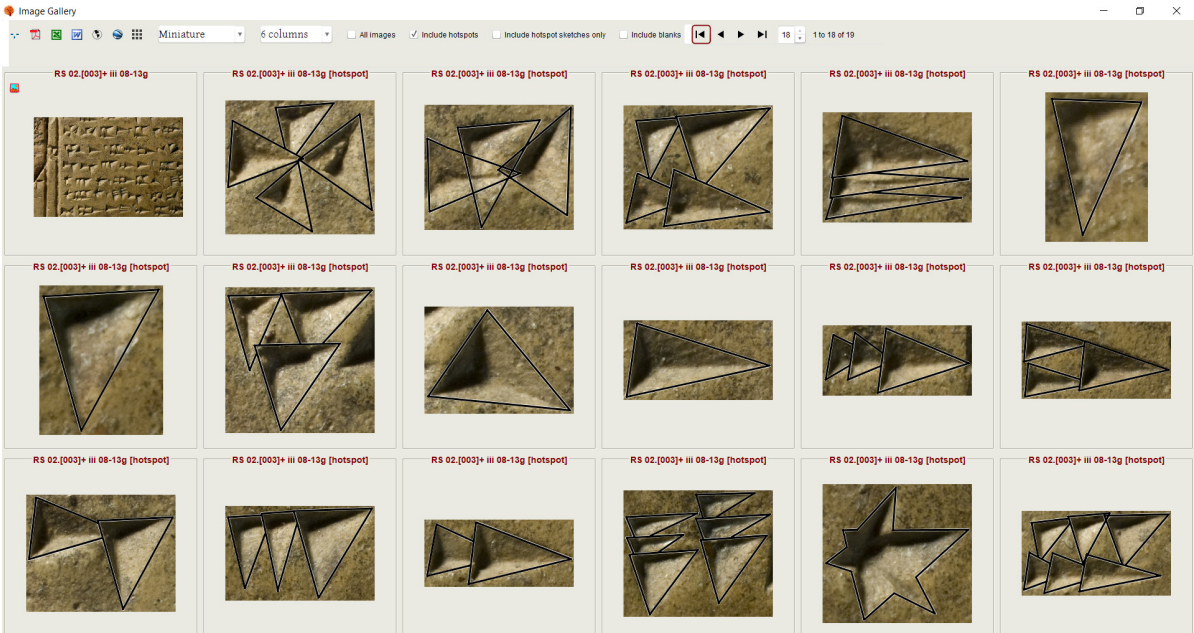 Image Gallery
Miniature 6 columns All images Include hotspots Include hotspot sketches only Include blanks 18 1 to 18 of 19
RS 02.[003]+ iii 08-13g RS 02.[003]+ iii 08-13g [hotspot] RS 02.[003]+ iii 08-13g [hotspot] RS 02.[003]+ iii 08-13g [hotspot] RS 02.[003]+ iii 08-13g [hotspot] RS 02.[003]+ iii 08-13g [hotspot]
RS 02.[003]+ iii 08-13g [hotspot] RS 02.[003]+ iii 08-13g [hotspot] RS 02.[003]+ iii 08-13g [hotspot] RS 02.[003]+ iii 08-13g [hotspot] RS 02.[003]+ iii 08-13g [hotspot] RS 02.[003]+ iii 08-13g [hotspot]
RS 02.[003]+ iii 08-13g [hotspot] RS 02.[003]+ iii 08-13g [hotspot] RS 02.[003]+ iii 08-13g [hotspot] RS 02.[003]+ iii 08-13g [hotspot] RS 02.[003]+ iii 08-13g [hotspot] RS 02.[003]+ iii 08-13g [hotspot]